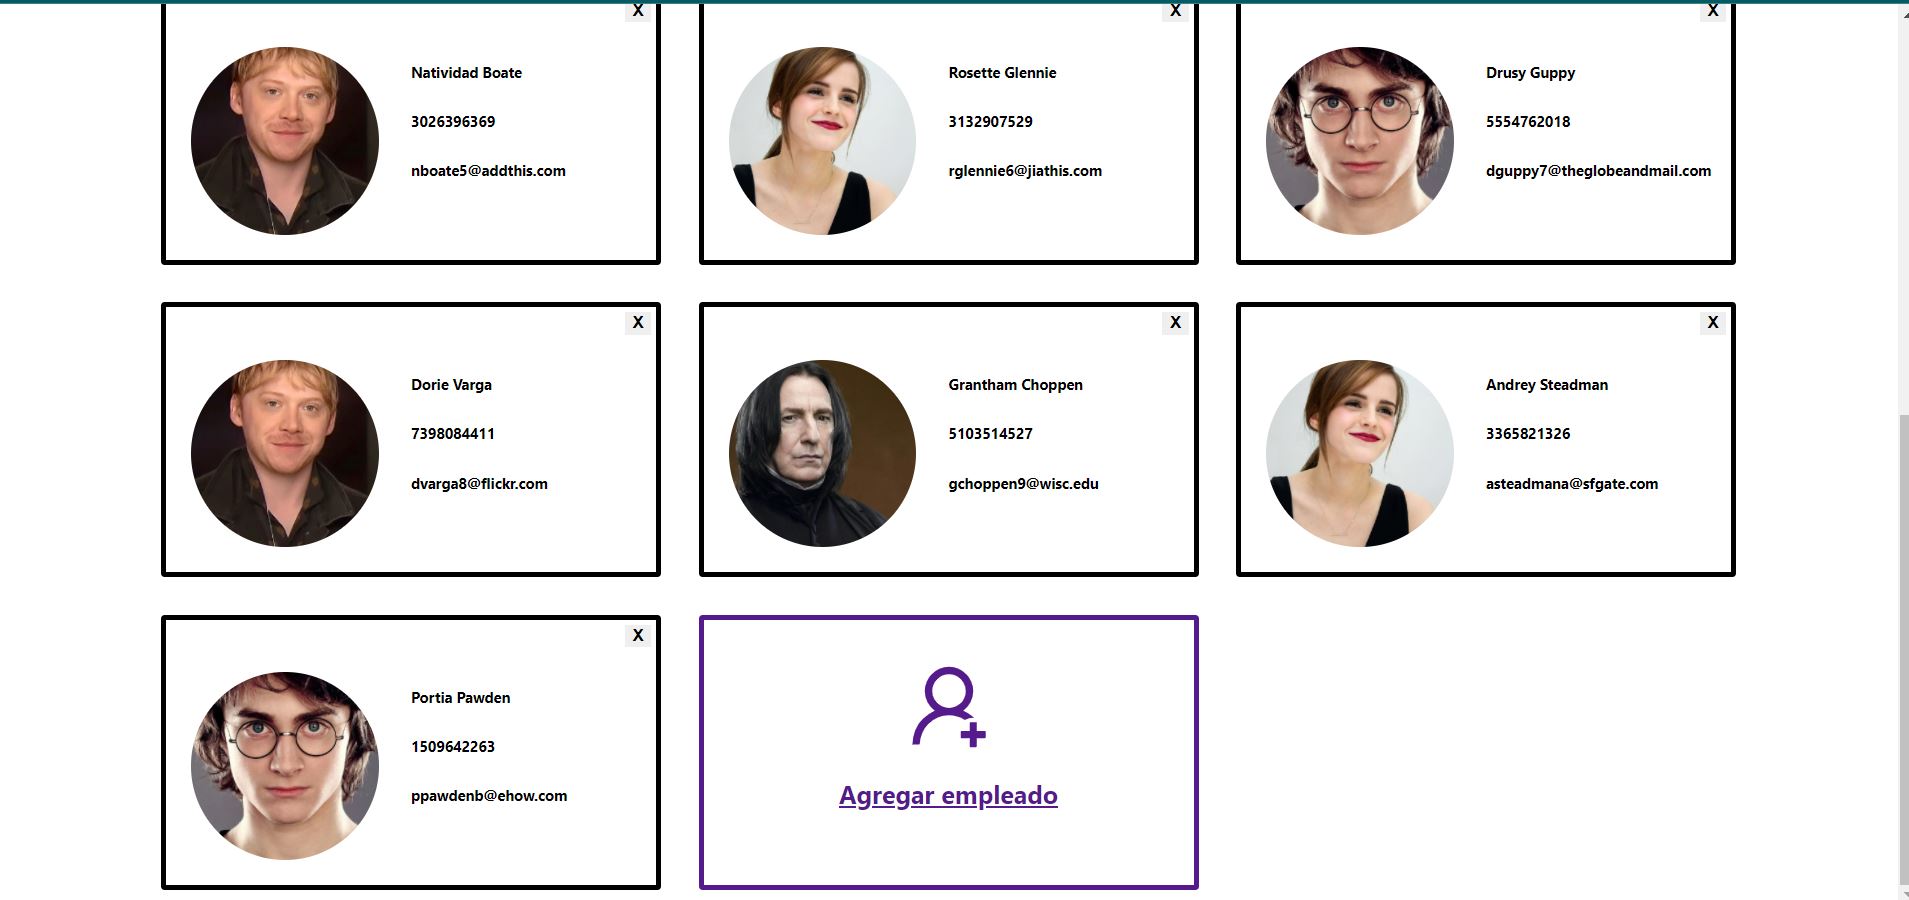 X
X
X
Natividad Boate
3026396369
nboate5@addthis.com
Rosette Glennie
3132907529
rglennie6@jiathis.com
Drusy Guppy
5554762018
dguppy7@theglobeandmail.com
X
Dorie Varga
7398084411
dvarga8@flickr.com
X
Grantham Choppen
5103514527
gchoppen9@wisc.edu
X
Andrey Steadman
3365821326
asteadmana@sfgate.com
X
Portia Pawden
1509642263
ppawdenb@ehow.com
Agregar empleado